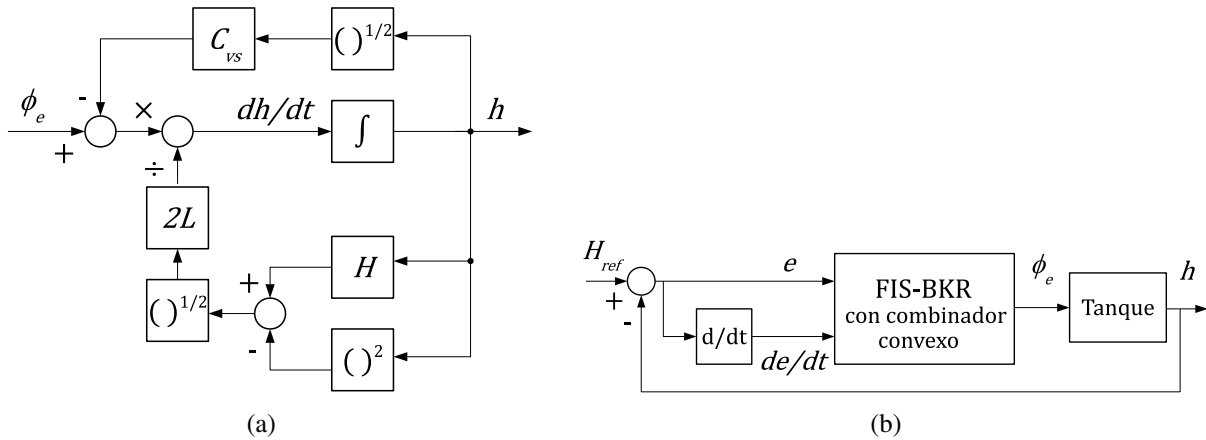 C_vs
( )^1/2
ϕ_e
-
+
×
÷
dh/dt
∫
h
2L
( )^1/2
+
-
H
( )^2
(a)
H_ref
+
-
e
d/dt
de/dt
FIS-BKR
con combinador
convexo
ϕ_e
Tanque
h
(b)